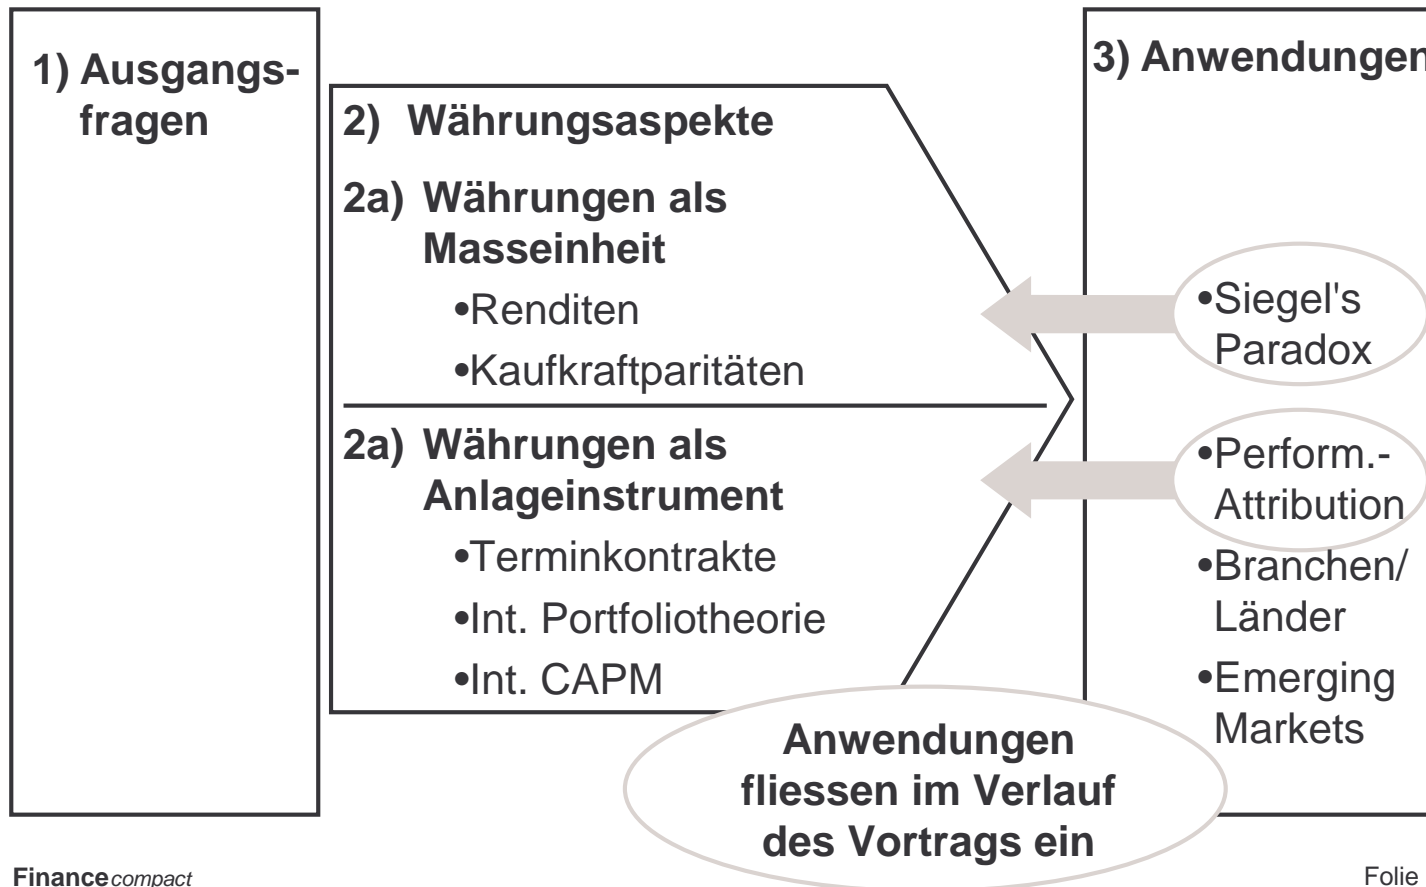 1) Ausgangs-
fragen
2) Währungsaspekte
2a) Währungen als
Masseinheit
•Renditen
•Kaufkraftparitäten
2a) Währungen als
Anlageinstrument
•Terminkontrakte
•Int. Portfoliotheorie
•Int. CAPM
3) Anwendungen
•Siegel's
Paradox
•Perform.-
Attribution
•Branchen/
Länder
•Emerging
Markets
Anwendungen
fliessen im Verlauf
des Vortrags ein
Finance compact
Folie